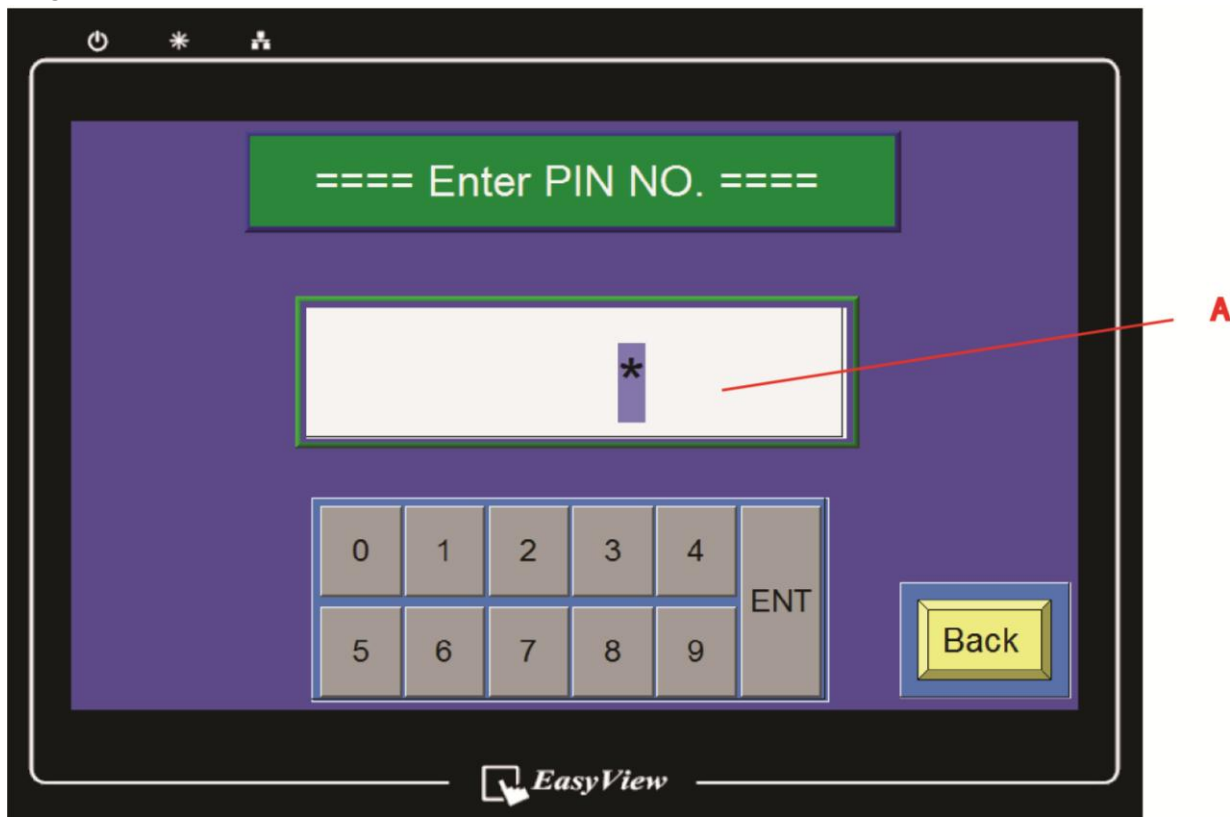 ==== Enter PIN NO. ====
A
*
0 1 2 3 4
ENT
5 6 7 8 9
Back
EasyView